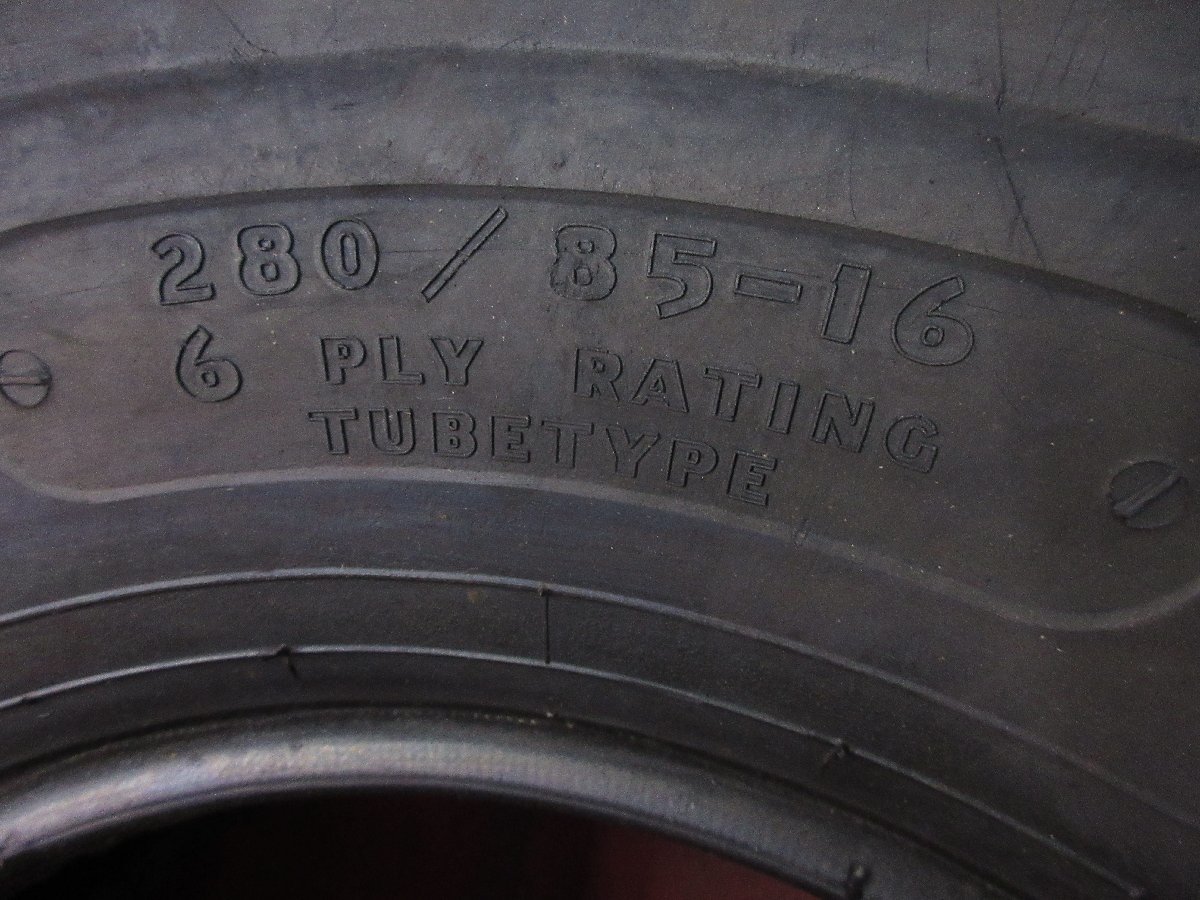 280/85-16
6 PLY RATING
TUBETYPE